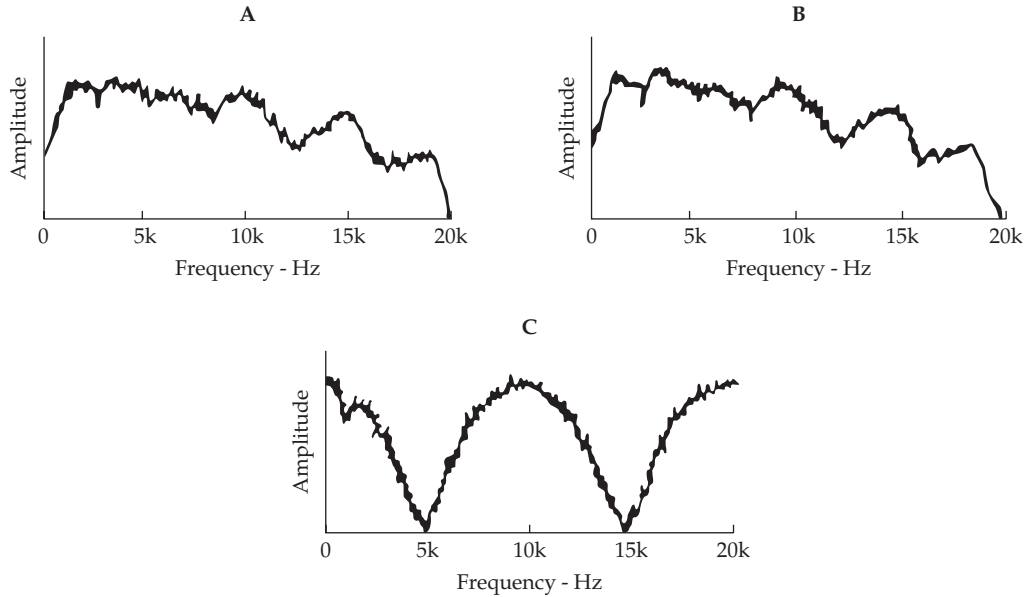 A
Amplitude
0 5k 10k 15k 20k
Frequency - Hz
B
Amplitude
0 5k 10k 15k 20k
Frequency - Hz
C
Amplitude
0 5k 10k 15k 20k
Frequency - Hz